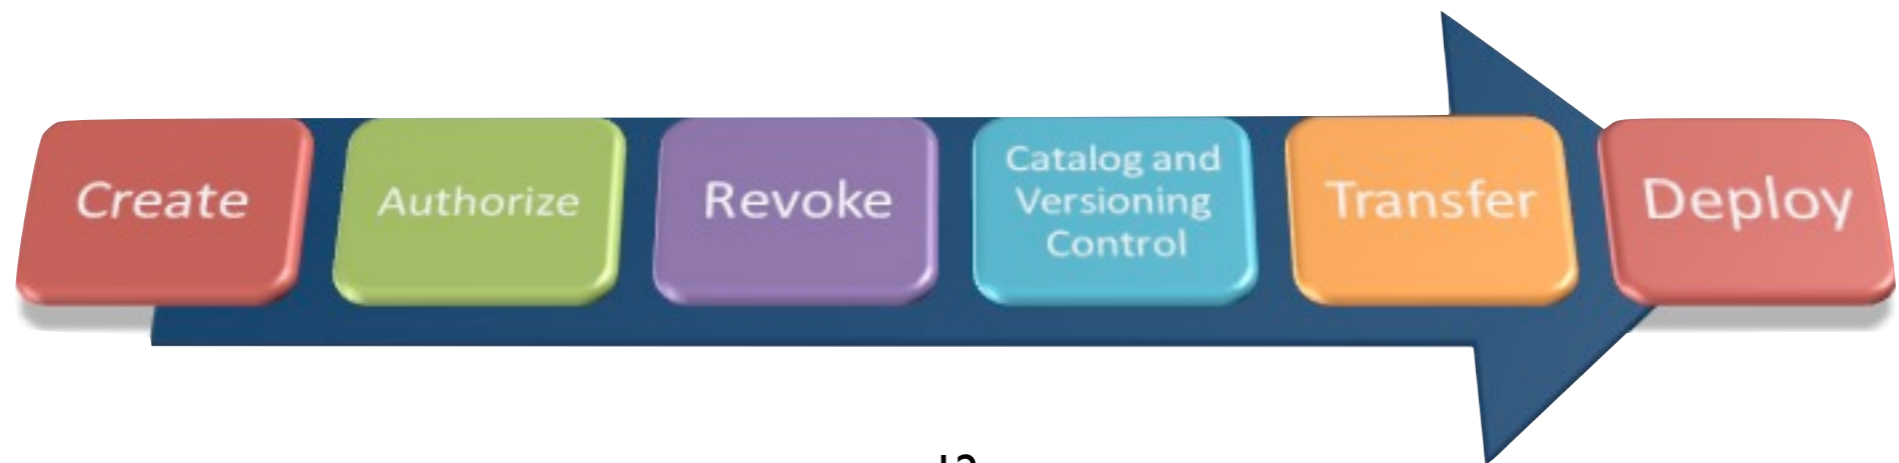 Create
Authorize
Revoke
Catalog and
Versioning
Control
Transfer
Deploy